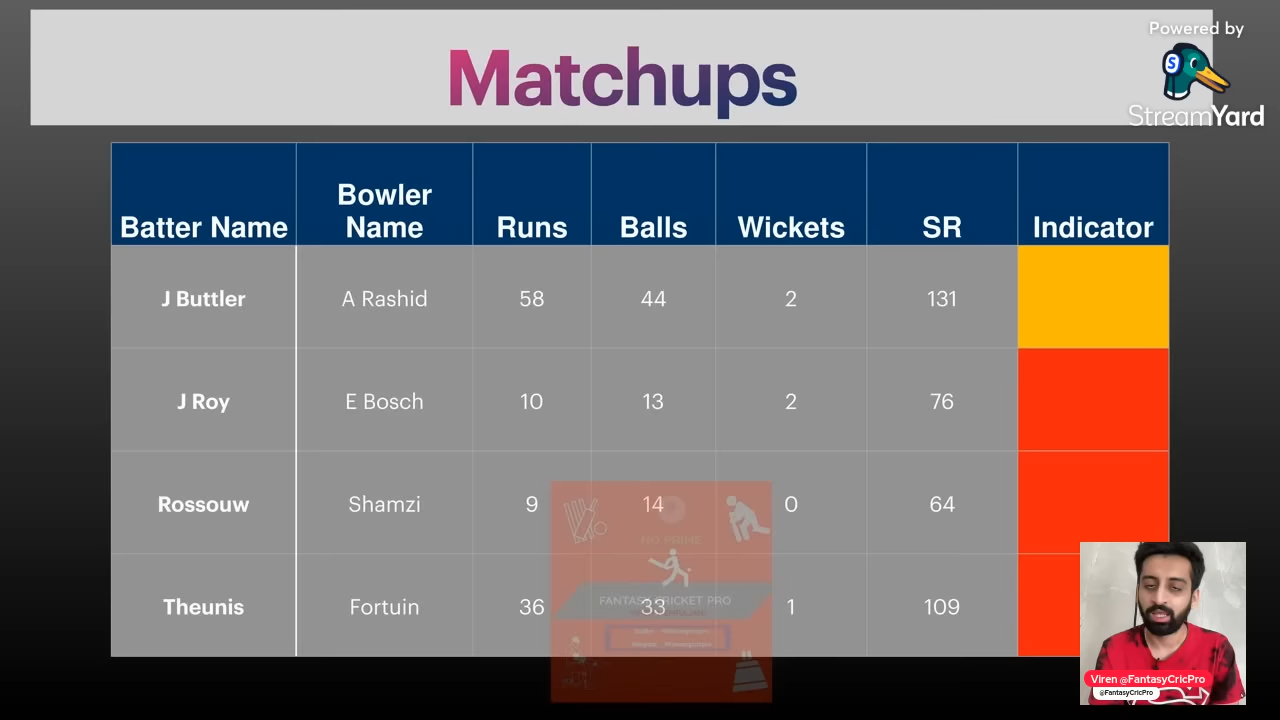 Matchups
Powered by
S
StreamYard
Batter Name Bowler Name Runs Balls Wickets SR Indicator
J Buttler A Rashid 58 44 2 131
J Roy E Bosch 10 13 2 76
Rossouw Shamzi 9 14 0 64
NO PRIME
FANTASY CRICKET PRO
Theunis Fortuin 36 33 1 109
Viren @FantasyCricPro
@FantasyCricPro